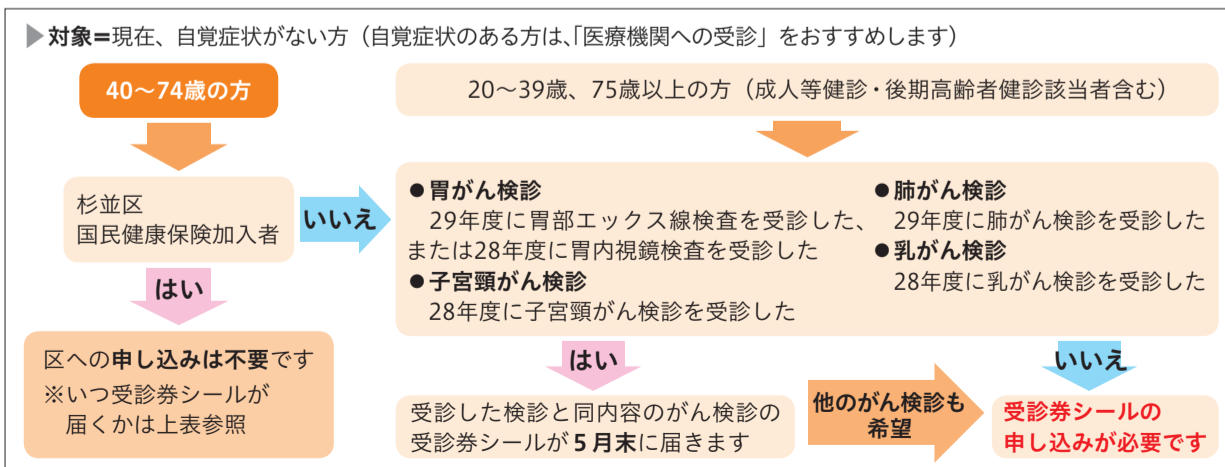 ▶対象=現在、自覚症状がない方（自覚症状のある方は、「医療機関への受診」をおすすめします）
40～74歳の方
20～39歳、75歳以上の方（成人等健診・後期高齢者健診該当者含む）
杉並区
国民健康保険加入者
いいえ
はい
区への申し込みは不要です
※いつ受診券シールが
届くかは上表参照
●胃がん検診
29年度に胃部エックス線検査を受診した、
または28年度に胃内視鏡検査を受診した
●子宮頸がん検診
28年度に子宮頸がん検診を受診した
●肺がん検診
29年度に肺がん検診を受診した
●乳がん検診
28年度に乳がん検診を受診した
はい
受診した検診と同内容のがん検診の
受診券シールが5月末に届きます
他のがん検診も
希望
いいえ
受診券シールの
申し込みが必要です